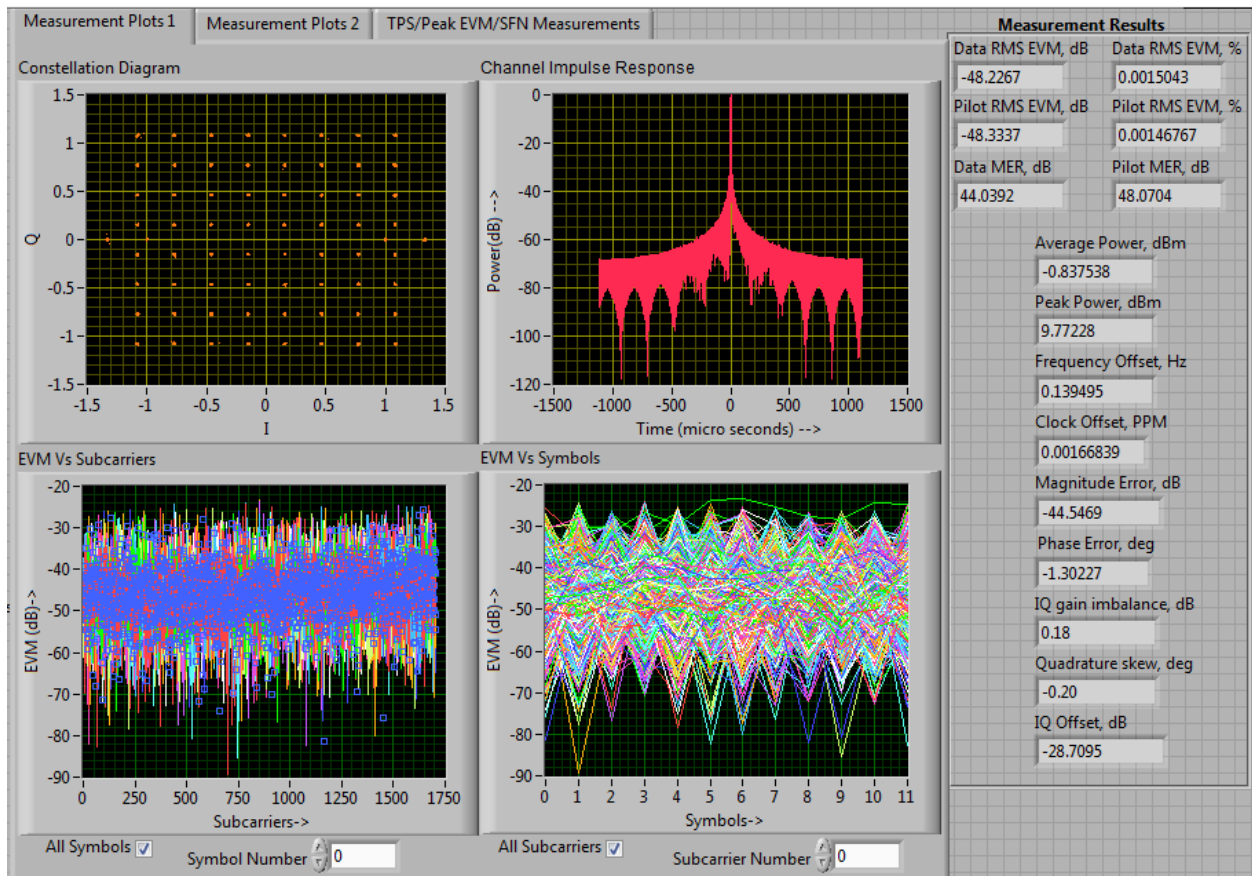 Measurement Plots 1
Measurement Plots 2
TPS/Peak EVM/SFN Measurements
Constellation Diagram
Q
1.5
1
0.5
0
-0.5
-1
-1.5
-1.5 -1 -0.5 0 0.5 1 1.5
I
Channel Impulse Response
Power(dB) -->
0
-20
-40
-60
-80
-100
-120
-1500 -1000 -500 0 500 1000 1500
Time (micro seconds) -->
EVM Vs Subcarriers
EVM (dB)->
-20
-30
-40
-50
-60
-70
-80
-90
0 250 500 750 1000 1250 1500 1750
Subcarriers->
All Symbols
Symbol Number 0
EVM Vs Symbols
EVM (dB)->
-20
-30
-40
-50
-60
-70
-80
-90
0 1 2 3 4 5 6 7 8 9 10 11
Symbols->
All Subcarriers
Subcarrier Number 0
Measurement Results
Data RMS EVM, dB Data RMS EVM, %
-48.2267 0.0015043
Pilot RMS EVM, dB Pilot RMS EVM, %
-48.3337 0.00146767
Data MER, dB Pilot MER, dB
44.0392 48.0704
Average Power, dBm
-0.837538
Peak Power, dBm
9.77228
Frequency Offset, Hz
0.139495
Clock Offset, PPM
0.00166839
Magnitude Error, dB
-44.5469
Phase Error, deg
-1.30227
IQ gain imbalance, dB
0.18
Quadrature skew, deg
-0.20
IQ Offset, dB
-28.7095